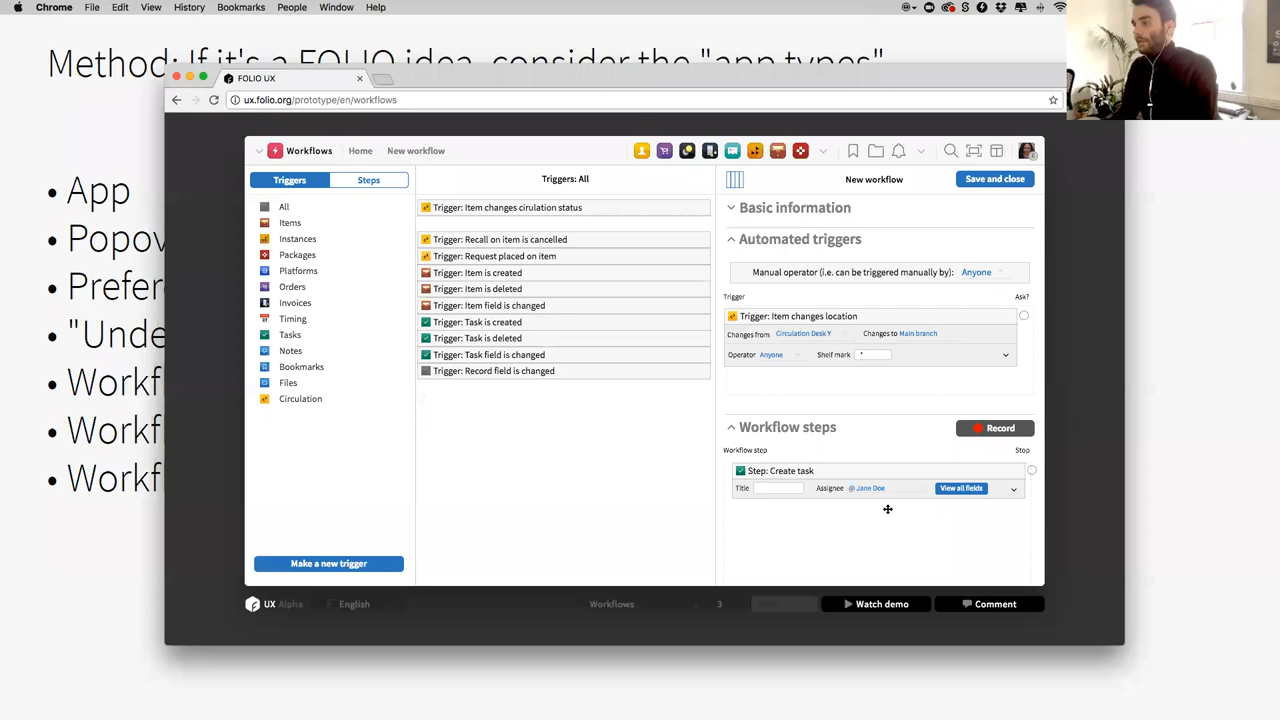 Chrome File Edit View History Bookmarks People Window Help
Method: If it's a FOLIO idea, consider the "app types"
FOLIO UX
ux.folio.org/prototype/en/workflows
• App
• Popov
• Prefer
• "Unde
• Workf
• Workf
• Workf
Workflows Home New workflow
Triggers Steps
All
Items
Instances
Packages
Platforms
Orders
Invoices
Timing
Tasks
Notes
Bookmarks
Files
Circulation
Make a new trigger
Triggers: All
Trigger: Item changes cirulation status
Trigger: Recall on item is cancelled
Trigger: Request placed on item
Trigger: Item is created
Trigger: Item is deleted
Trigger: Item field is changed
Trigger: Task is created
Trigger: Task is deleted
Trigger: Task field is changed
Trigger: Record field is changed
New workflow Save and close
Basic information
Automated triggers
Manual operator (i.e. can be triggered manually by): Anyone
Trigger Ask?
Trigger: Item changes location
Changes from Circulation Desk Y Changes to Main branch
Operator Anyone Shelf mark *
Workflow steps Record
Workflow step Stop
Step: Create task
Title Assignee @ Jane Doe View all fields
UX Alpha English Workflows 3 Watch demo Comment